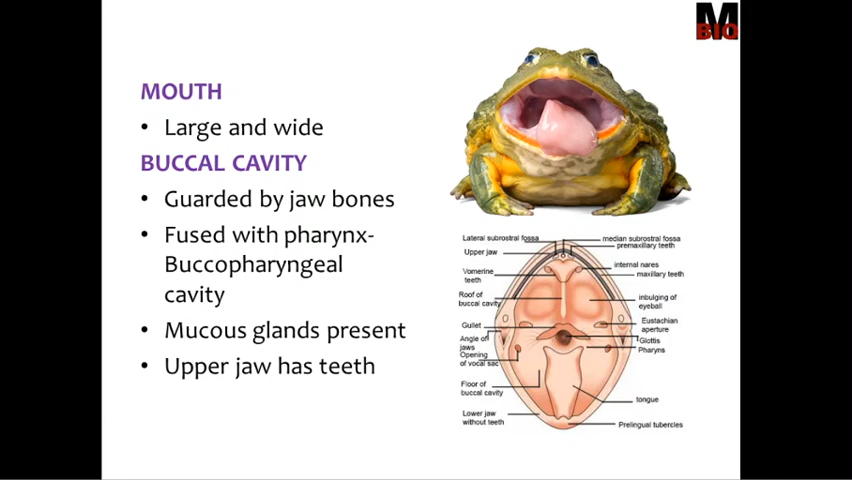 M
BIO
MOUTH
• Large and wide
BUCCAL CAVITY
• Guarded by jaw bones
• Fused with pharynx-
Buccopharyngeal
cavity
• Mucous glands present
• Upper jaw has teeth
Lateral subrostral fossa
Upper jaw
Vomerine
teeth
Roof of
buccal cavity
Gullet
Angle of
jaws
Opening
of vocal sac
Floor of
buccal cavity
Lower jaw
without teeth
median subrostral fossa
premaxillary teeth
internal nares
maxillary teeth
inbulging of
eyeball
Eustachian
aperture
Glottis
Pharyns
tongue
Prelingual tubercles